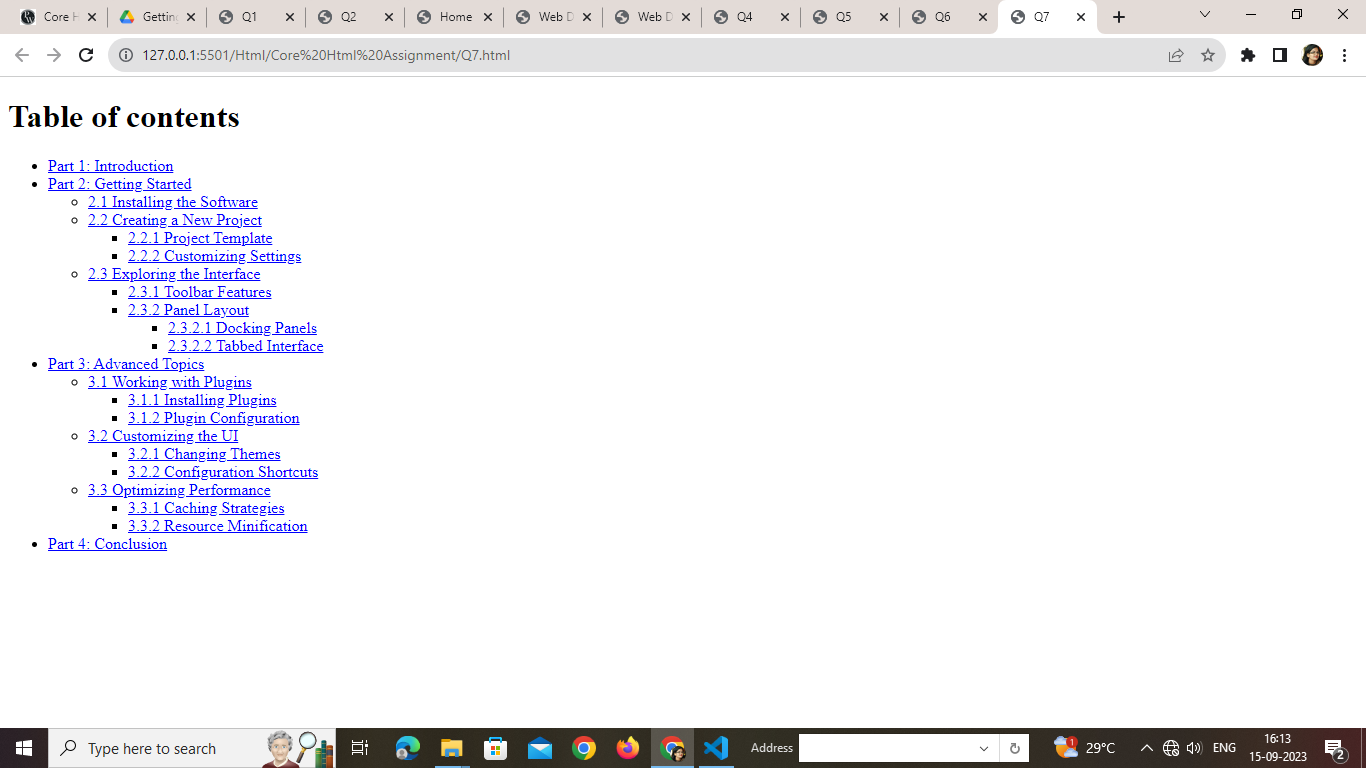 Core H
Getting
Q1
Q2
Home
Web D
Web D
Q4
Q5
Q6
Q7
127.0.0.1:5501/Html/Core%20Html%20Assignment/Q7.html
Table of contents
Part 1: Introduction
Part 2: Getting Started
2.1 Installing the Software
2.2 Creating a New Project
2.2.1 Project Template
2.2.2 Customizing Settings
2.3 Exploring the Interface
2.3.1 Toolbar Features
2.3.2 Panel Layout
2.3.2.1 Docking Panels
2.3.2.2 Tabbed Interface
Part 3: Advanced Topics
3.1 Working with Plugins
3.1.1 Installing Plugins
3.1.2 Plugin Configuration
3.2 Customizing the UI
3.2.1 Changing Themes
3.2.2 Configuration Shortcuts
3.3 Optimizing Performance
3.3.1 Caching Strategies
3.3.2 Resource Minification
Part 4: Conclusion
Type here to search
Address
1
29°C
ENG
16:13
15-09-2023
2